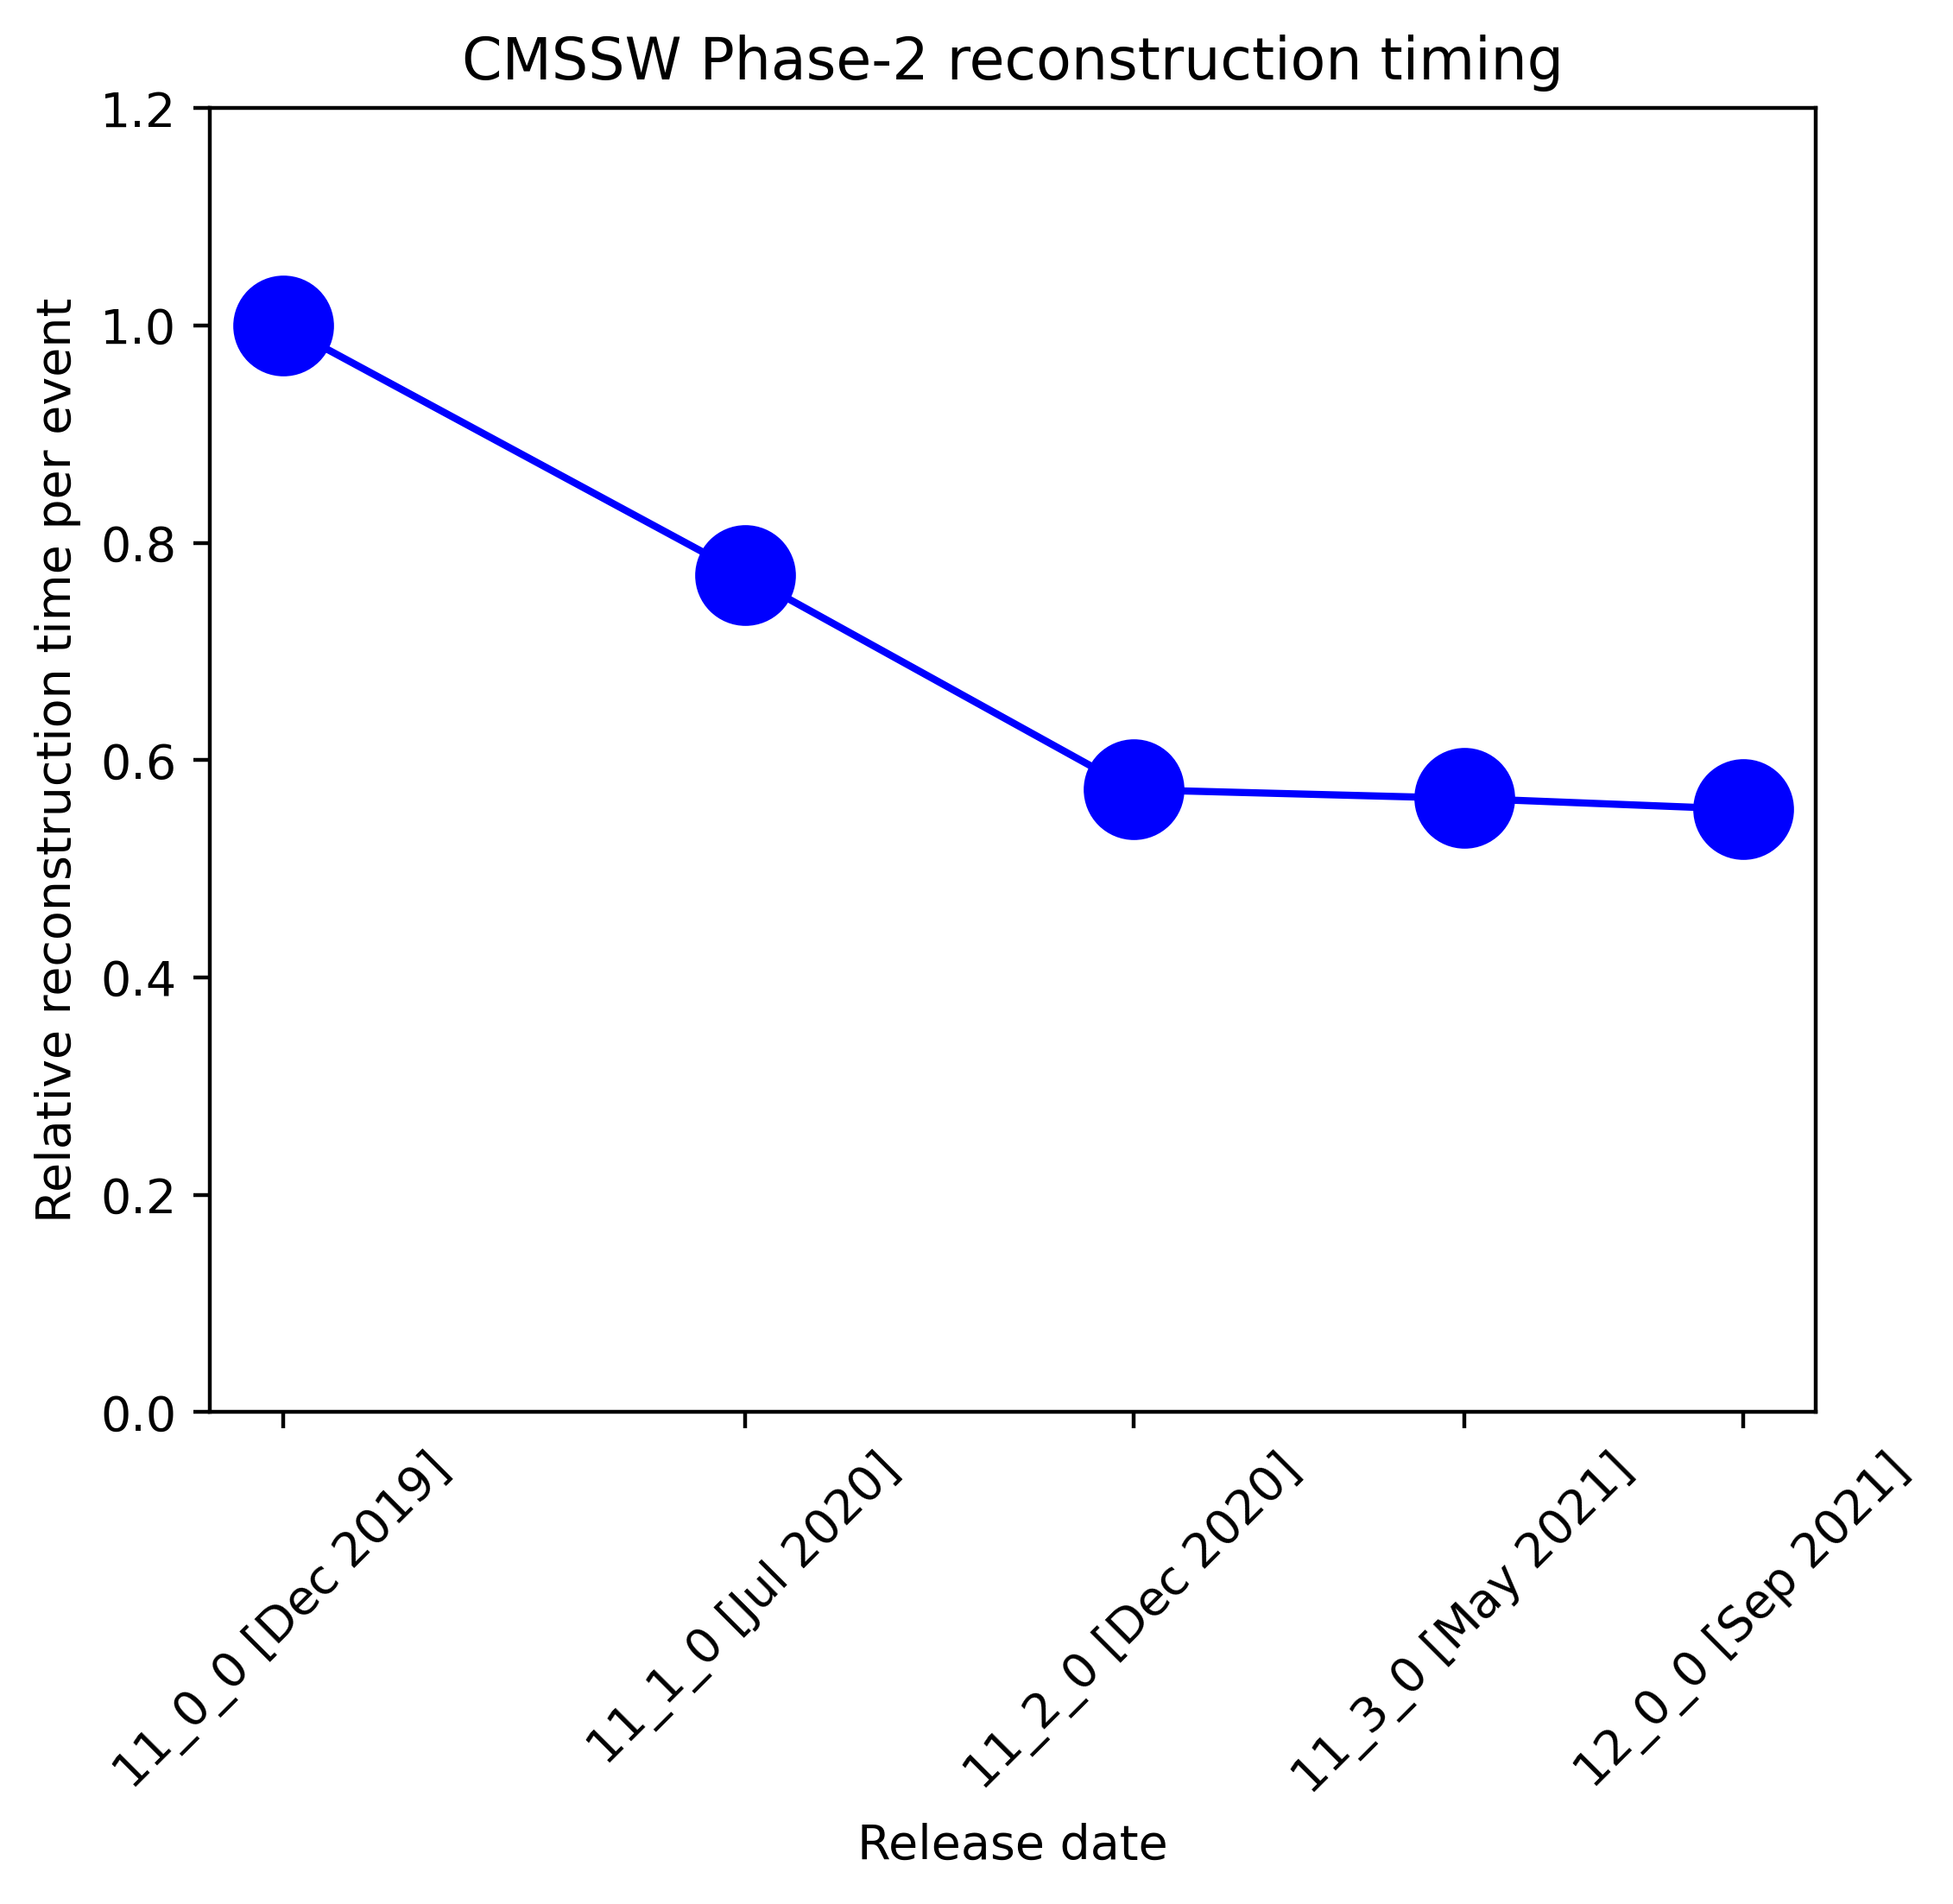 CMSSW Phase-2 reconstruction timing
1.2
1.0
0.8
0.6
0.4
0.2
0.0
Relative reconstruction time per event
11_0_0 [Dec 2019]
11_1_0 [Jul 2020]
11_2_0 [Dec 2020]
11_3_0 [May 2021]
12_0_0 [Sep 2021]
Release date